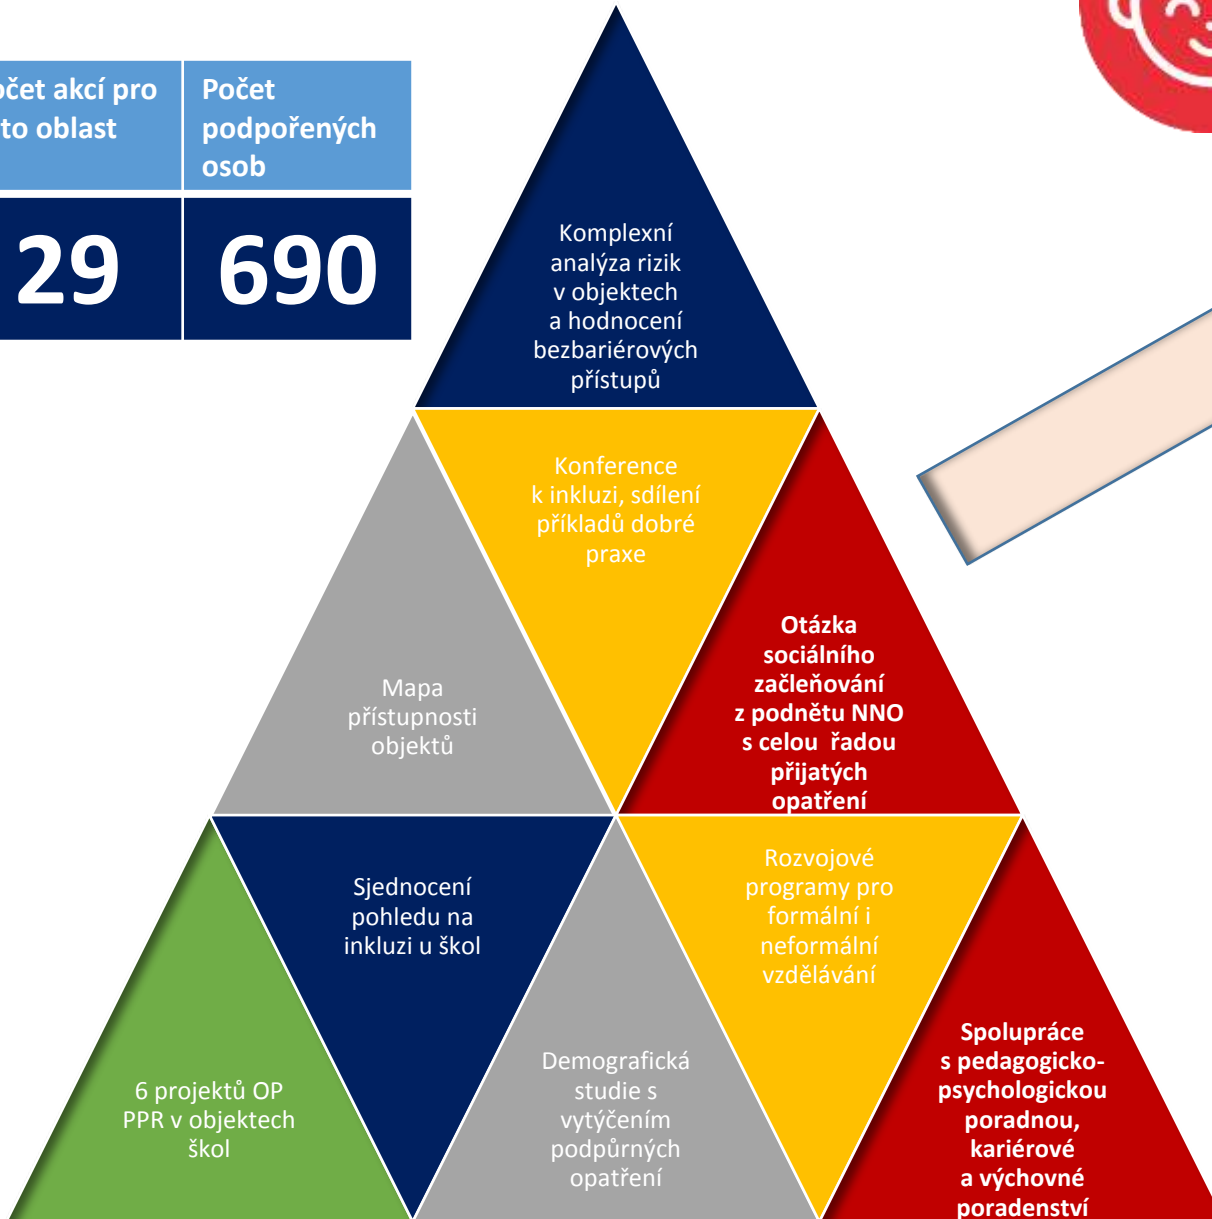 očet akcí pro
to oblast
Počet
podpořených
osob
29
690
Komplexní
analýza rizik
v objektech
a hodnocení
bezbariérových
přístupů
Konference
k inkluzi, sdílení
příkladů dobré
praxe
Mapa
přístupnosti
objektů
Otázka
sociálního
začleňování
z podnětu NNO
s celou řadou
přijatých
opatření
Sjednocení
pohledu na
inkluzi u škol
Rozvojové
programy pro
formální i
neformální
vzdělávání
6 projektů OP
PPR v objektech
škol
Demografická
studie s
vytýčením
podpůrných
opatření
Spolupráce
s pedagogicko-
psychologickou
poradnou,
kariérové
a výchovné
poradenství